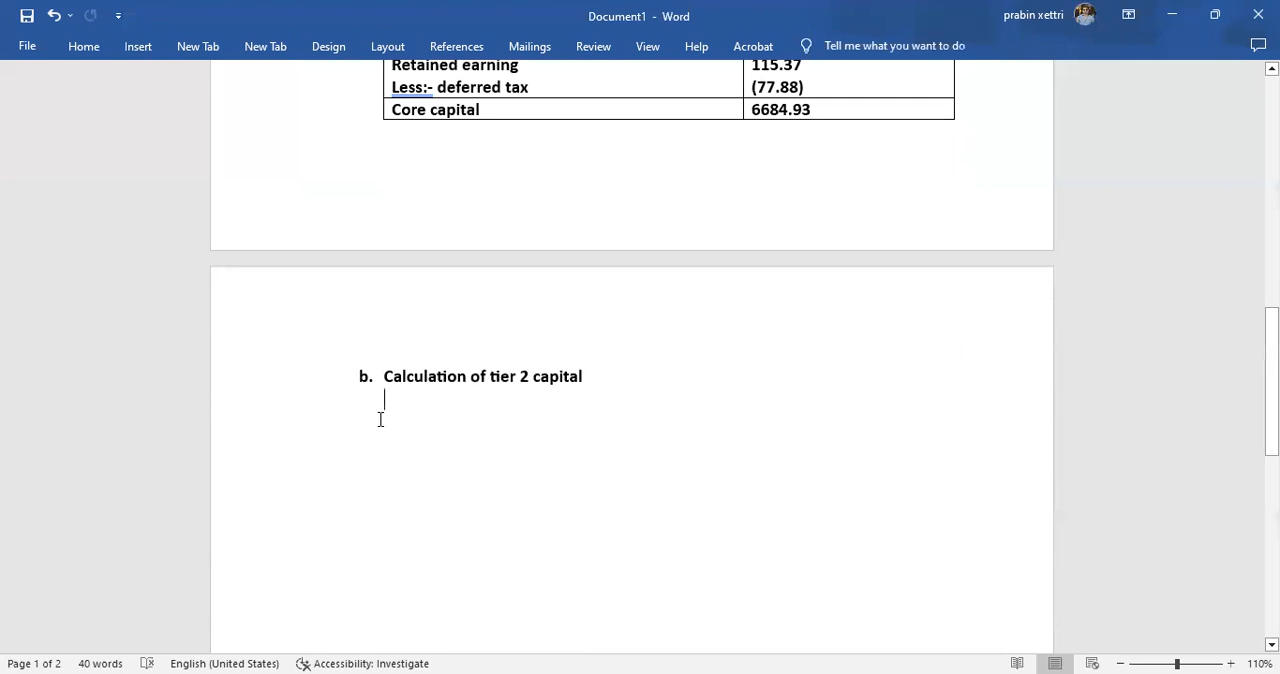 Document1 - Word
prabin xettri
File Home Insert New Tab New Tab Design Layout References Mailings Review View Help Acrobat Tell me what you want to do
Retained earning 115.37
Less:- deferred tax (77.88)
Core capital 6684.93
b. Calculation of tier 2 capital
Page 1 of 2 40 words English (United States) Accessibility: Investigate 110%